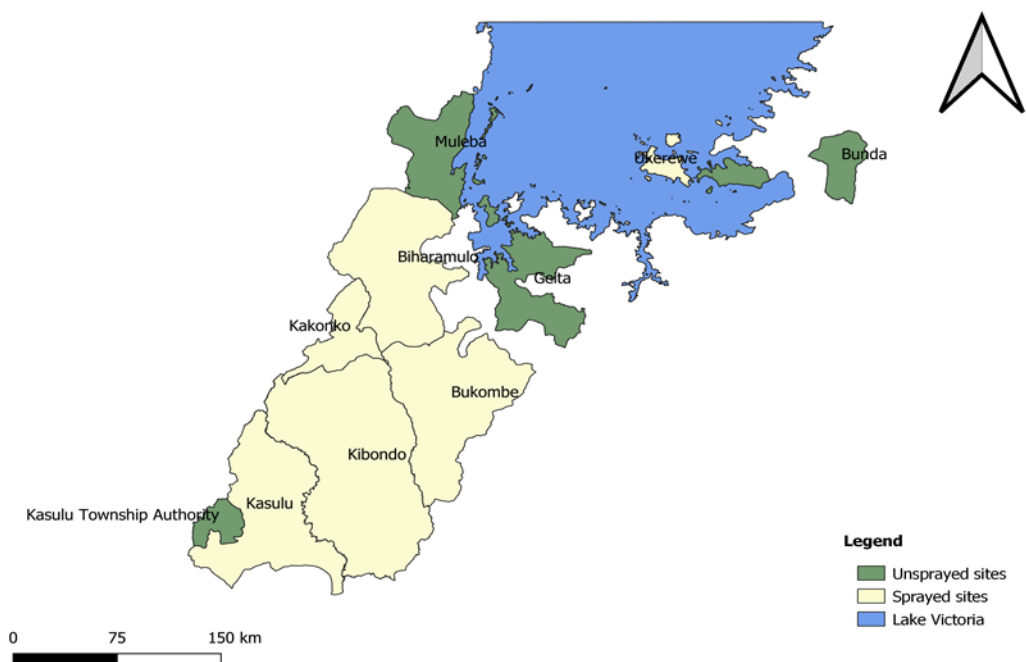 Muleba
Ukerewe
Bunda
Biharamulo
Geita
Kakonko
Bukombe
Kibondo
Kasulu
Kasulu Township Authority
Legend
Unsprayed sites
Sprayed sites
Lake Victoria
0 75 150 km